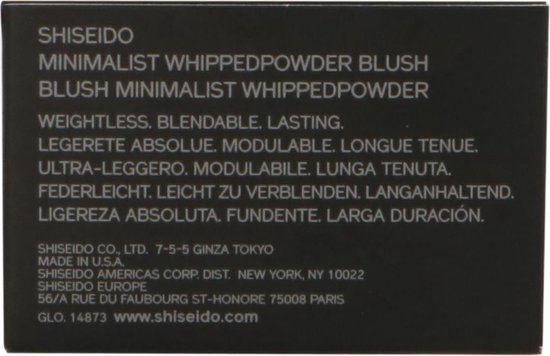 SHISEIDO
MINIMALIST WHIPPEDPOWDER BLUSH
BLUSH MINIMALIST WHIPPEDPOWDER
WEIGHTLESS. BLENDABLE. LASTING.
LEGERETE ABSOLUE. MODULABLE. LONGUE TENUE.
ULTRA-LEGGERO. MODULABILE. LUNGA TENUTA.
FEDERLEICHT. LEICHT ZU VERBLENDEN. LANGANHALTEND.
LIGEREZA ABSOLUTA. FUNDENTE. LARGA DURACIÓN.
SHISEIDO CO., LTD. 7-5-5 GINZA TOKYO
MADE IN U.S.A.
SHISEIDO AMERICAS CORP. DIST. NEW YORK, NY 10022
SHISEIDO EUROPE
56/A RUE DU FAUBOURG ST-HONORE 75008 PARIS
GLO. 14873 www.shiseido.com